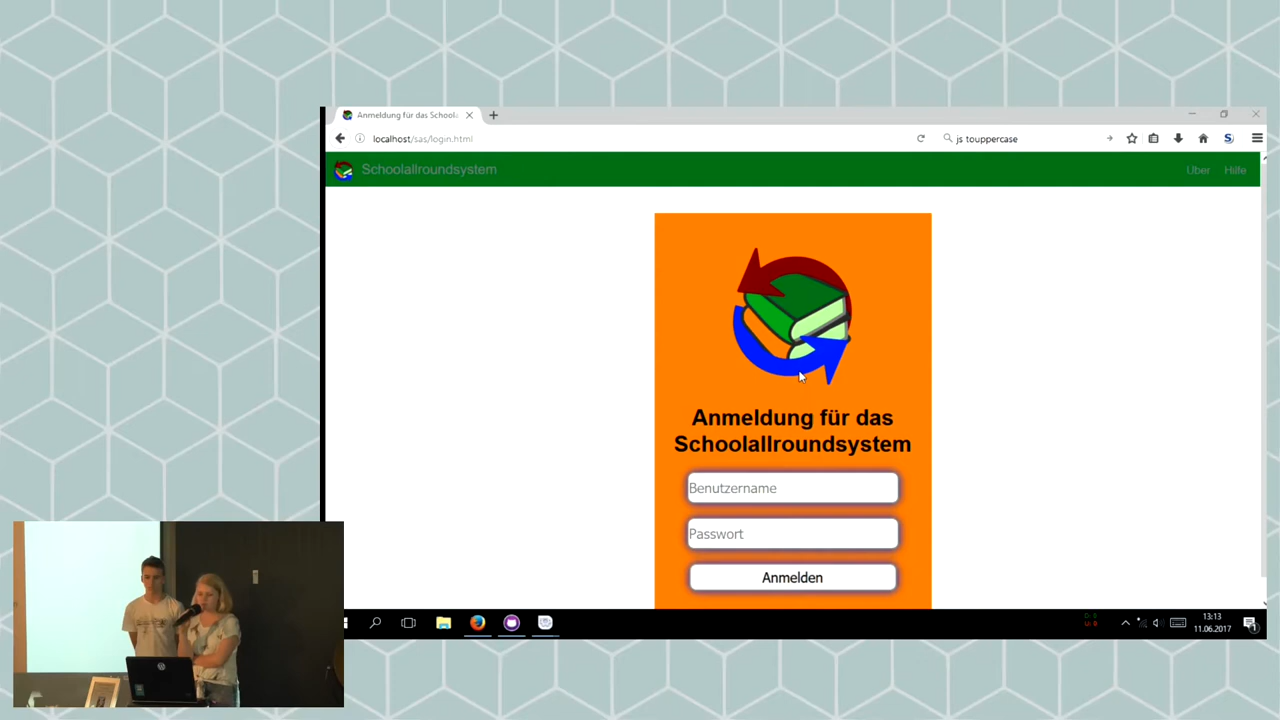 Anmeldung für das Schoola
localhost/sas/login.html
js touppercase
Schoolallroundsystem
Über Hilfe
Anmeldung für das
Schoolallroundsystem
Benutzername
Passwort
Anmelden
13:13
11.06.2017